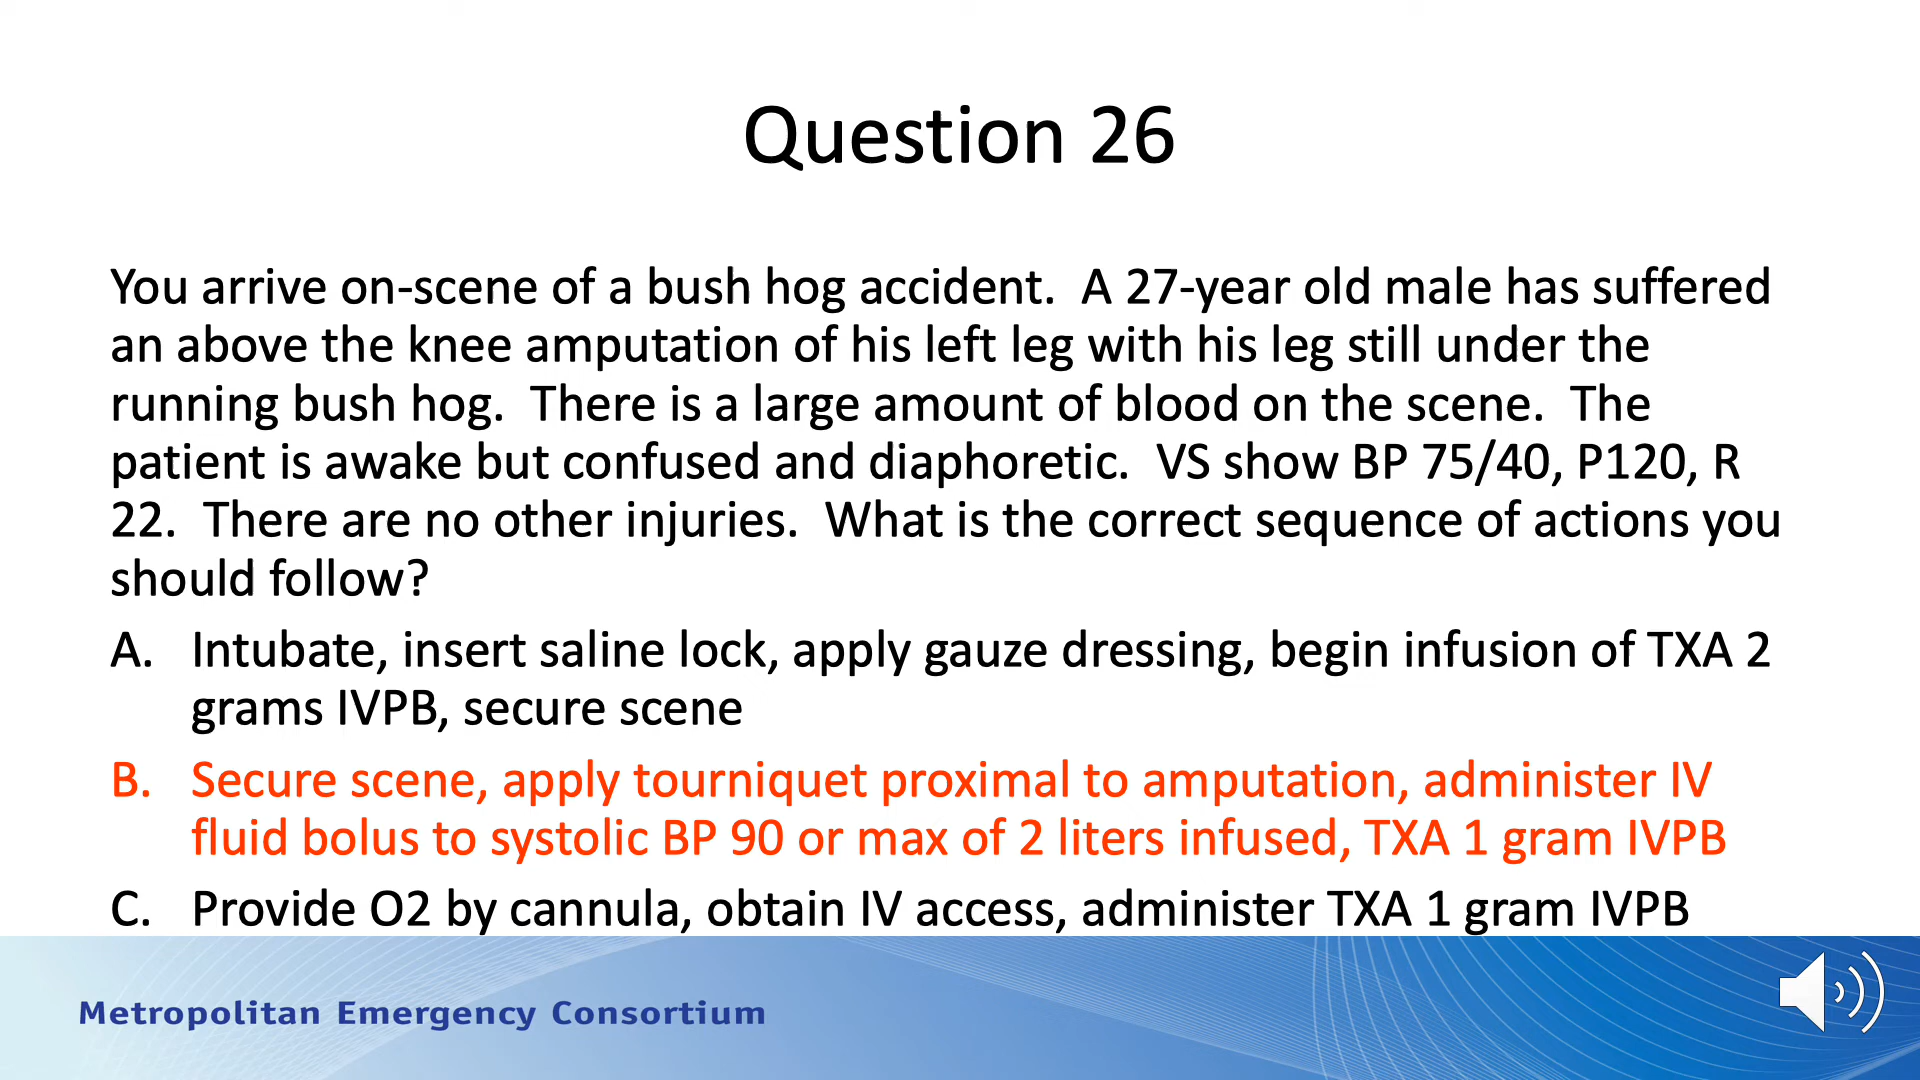 Question 26
You arrive on-scene of a bush hog accident.  A 27-year old male has suffered
an above the knee amputation of his left leg with his leg still under the
running bush hog.  There is a large amount of blood on the scene.  The
patient is awake but confused and diaphoretic.  VS show BP 75/40, P120, R
22.  There are no other injuries.  What is the correct sequence of actions you
should follow?
A. Intubate, insert saline lock, apply gauze dressing, begin infusion of TXA 2
grams IVPB, secure scene
B. Secure scene, apply tourniquet proximal to amputation, administer IV
fluid bolus to systolic BP 90 or max of 2 liters infused, TXA 1 gram IVPB
C. Provide O2 by cannula, obtain IV access, administer TXA 1 gram IVPB
Metropolitan Emergency Consortium